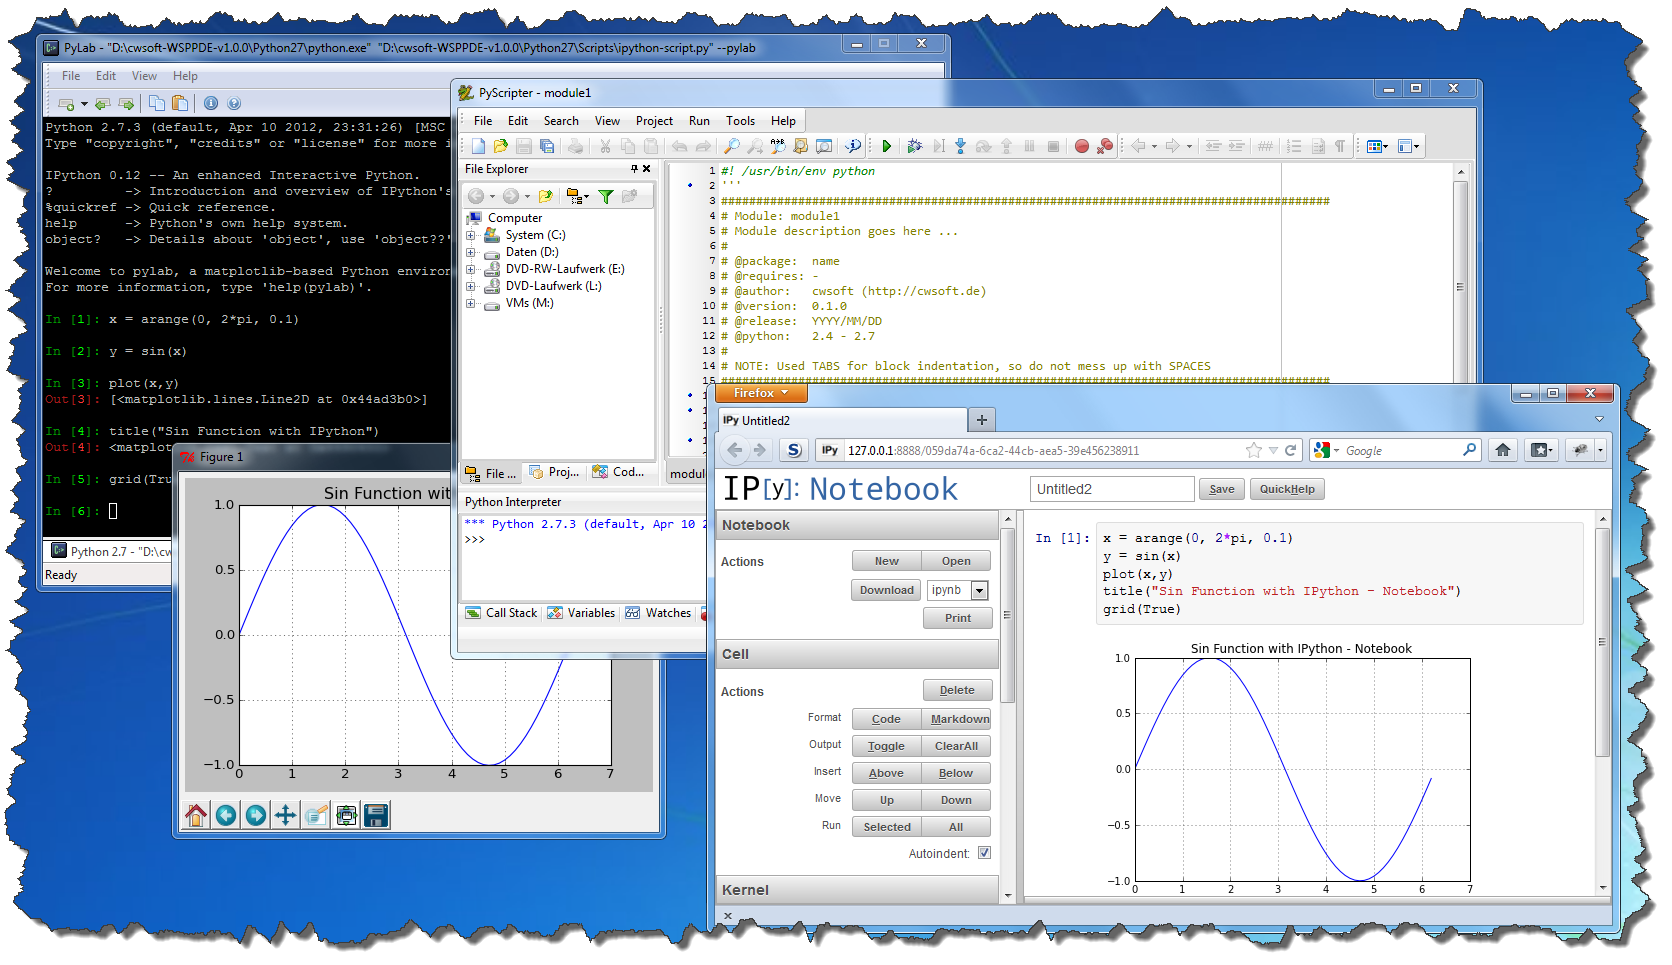 PyLab - "D:\cwsoft-WSPPDE-v1.0.0\Python27\python.exe" "D:\cwsoft-WSPPDE-v1.0.0\Python27\Scripts\ipython-script.py" --pylab
File Edit View Help
Python 2.7.3 (default, Apr 10 2012, 23:31:26) [MSC
Type "copyright", "credits" or "license" for more i
IPython 0.12 -- An enhanced Interactive Python.
? -> Introduction and overview of IPython's
%quickref -> Quick reference.
help -> Python's own help system.
object? -> Details about 'object', use 'object??'
Welcome to pylab, a matplotlib-based Python environ
For more information, type 'help(pylab)'.
In [1]: x = arange(0, 2*pi, 0.1)
In [2]: y = sin(x)
In [3]: plot(x,y)
Out[3]: [<matplotlib.lines.Line2D at 0x44ad3b0>]
In [4]: title("Sin Function with IPython")
Out[4]: <matplot
In [5]: grid(Tru
In [6]:
Python 2.7 - "D:\cw
Ready
Figure 1
Sin Function wit
1.0
0.5
0.0
−0.5
−1.0
0 1 2 3 4 5 6 7
PyScripter - module1
File Edit Search View Project Run Tools Help
File Explorer
Computer
System (C:)
Daten (D:)
DVD-RW-Laufwerk (E:)
DVD-Laufwerk (L:)
VMs (M:)
File ... Proj... Cod...
1 #! /usr/bin/env python
2 '''
3 #######################################################################################
4 # Module: module1
5 # Module description goes here ...
6 #
7 # @package: name
8 # @requires: -
9 # @author: cwsoft (http://cwsoft.de)
10 # @version: 0.1.0
11 # @release: YYYY/MM/DD
12 # @python: 2.4 - 2.7
13 #
14 # NOTE: Used TABS for block indentation, so do not mess up with SPACES
15 #######################################################################################
modul
Python Interpreter
*** Python 2.7.3 (default, Apr 10 2
>>>
Call Stack Variables Watches
Firefox
IPy Untitled2
IPy 127.0.0.1:8888/059da74a-6ca2-44cb-aea5-39e456238911
Google
IP[y]: Notebook
Untitled2 Save QuickHelp
Notebook
Actions New Open
Download ipynb
Print
Cell
Actions Delete
Format Code Markdown
Output Toggle ClearAll
Insert Above Below
Move Up Down
Run Selected All
Autoindent:
Kernel
In [1]: x = arange(0, 2*pi, 0.1)
y = sin(x)
plot(x,y)
title("Sin Function with IPython - Notebook")
grid(True)
Sin Function with IPython - Notebook
1.0
0.5
0.0
−0.5
−1.0
0 1 2 3 4 5 6 7